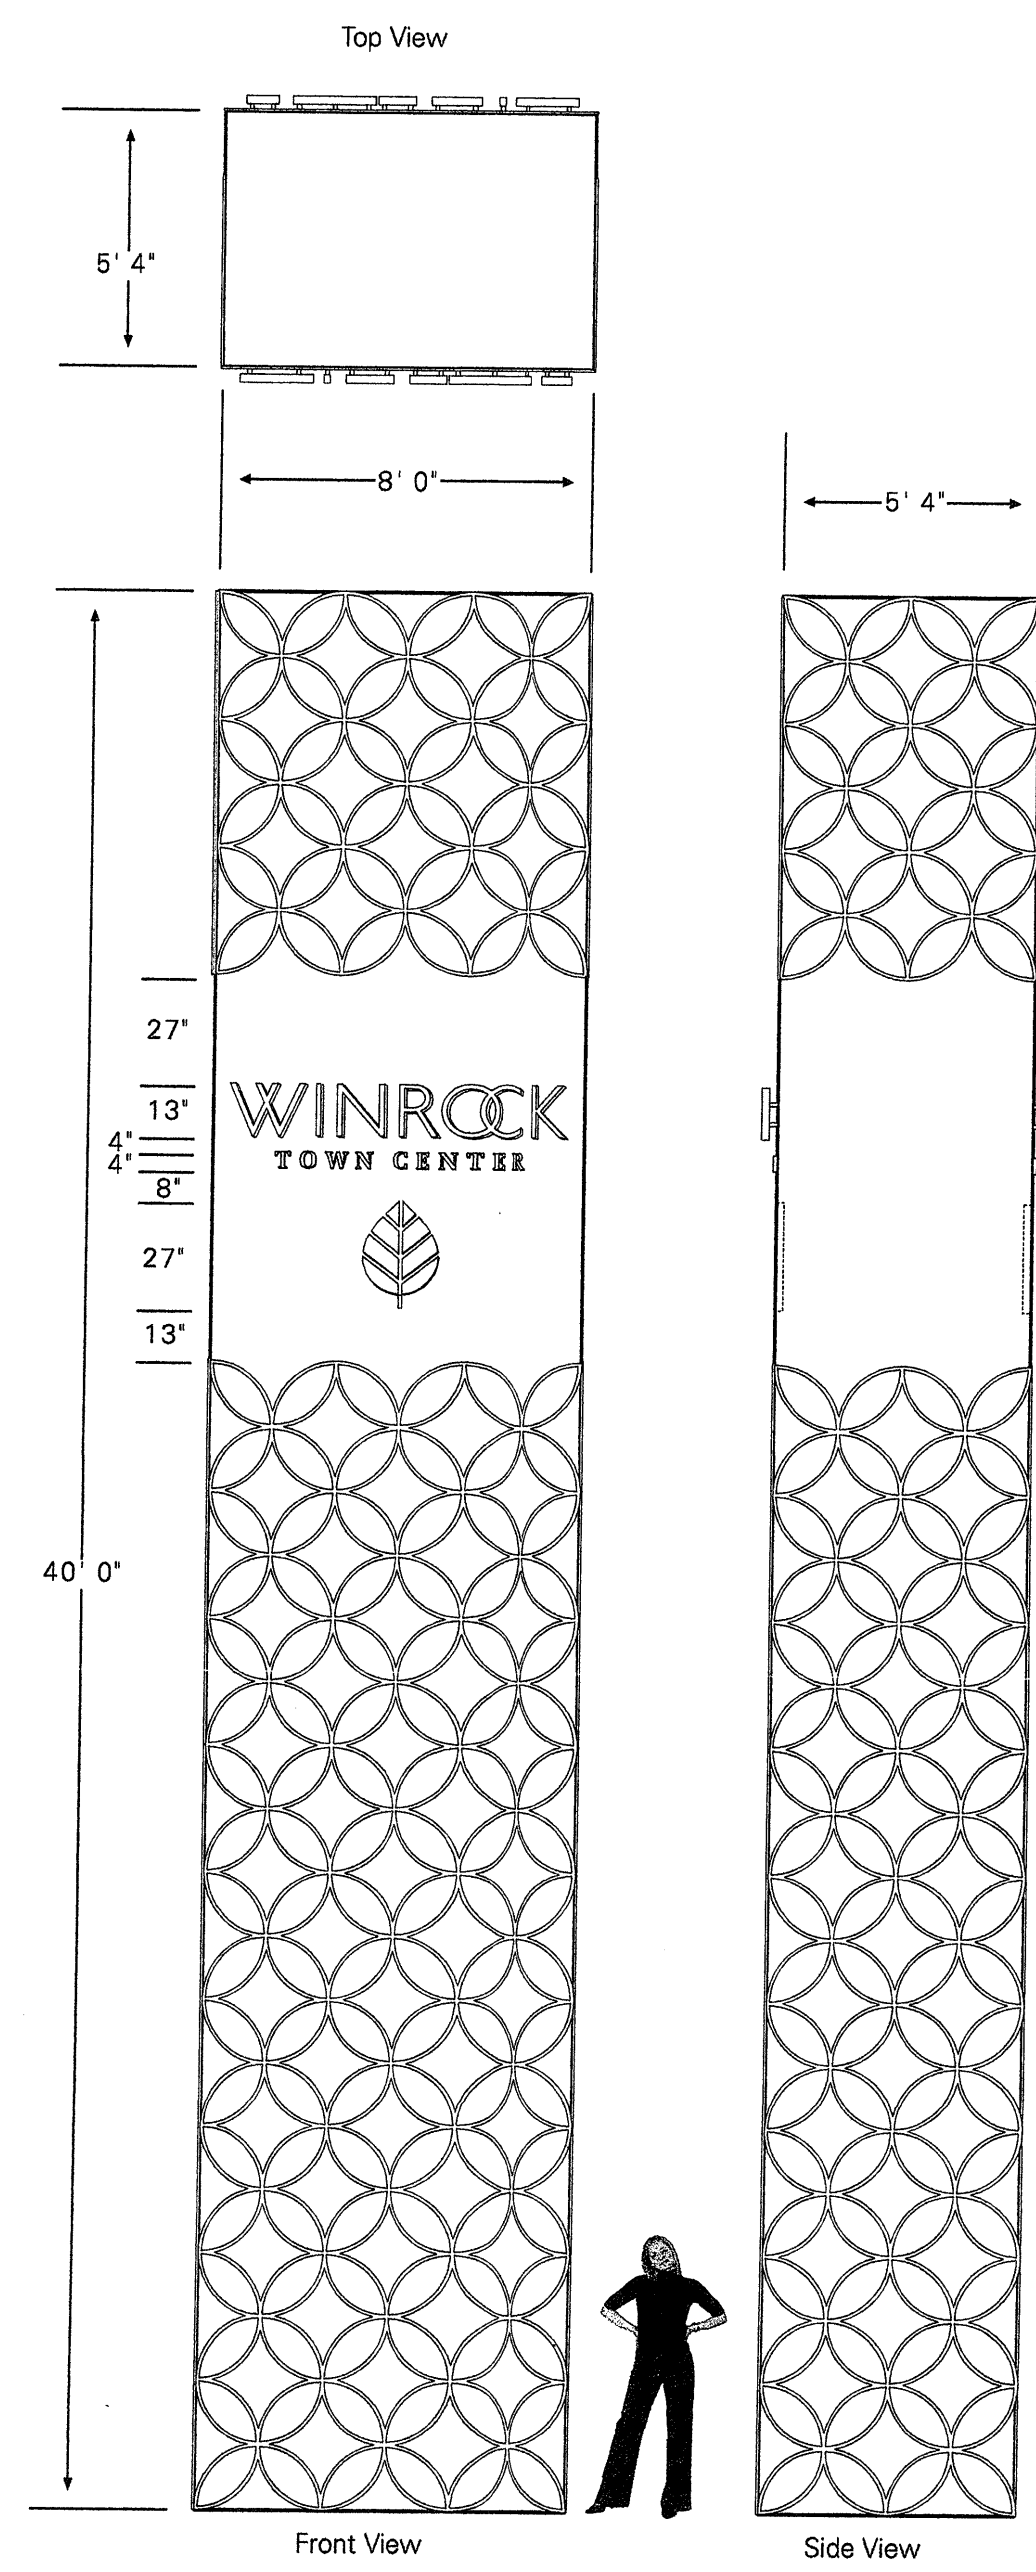 Top View
5' 4"
8' 0"
5' 4"
27"
13"
4"
4"
8"
27"
13"
WINROCK
TOWN CENTER
40' 0"
Front View
Side View